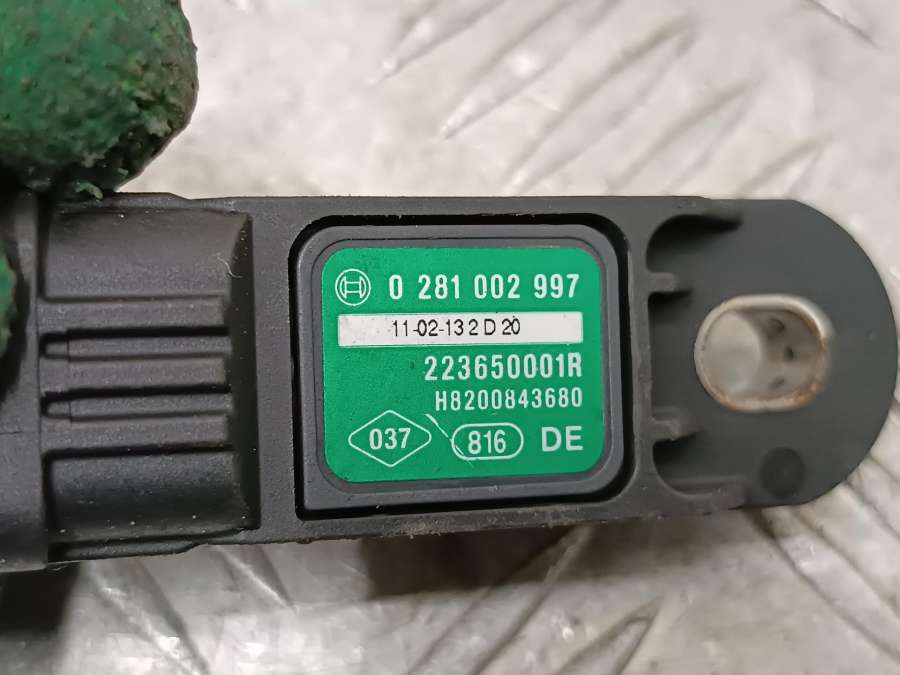 0 281 002 997
11-02-13 2 D 20
223650001R
H8200843680
037 816 DE